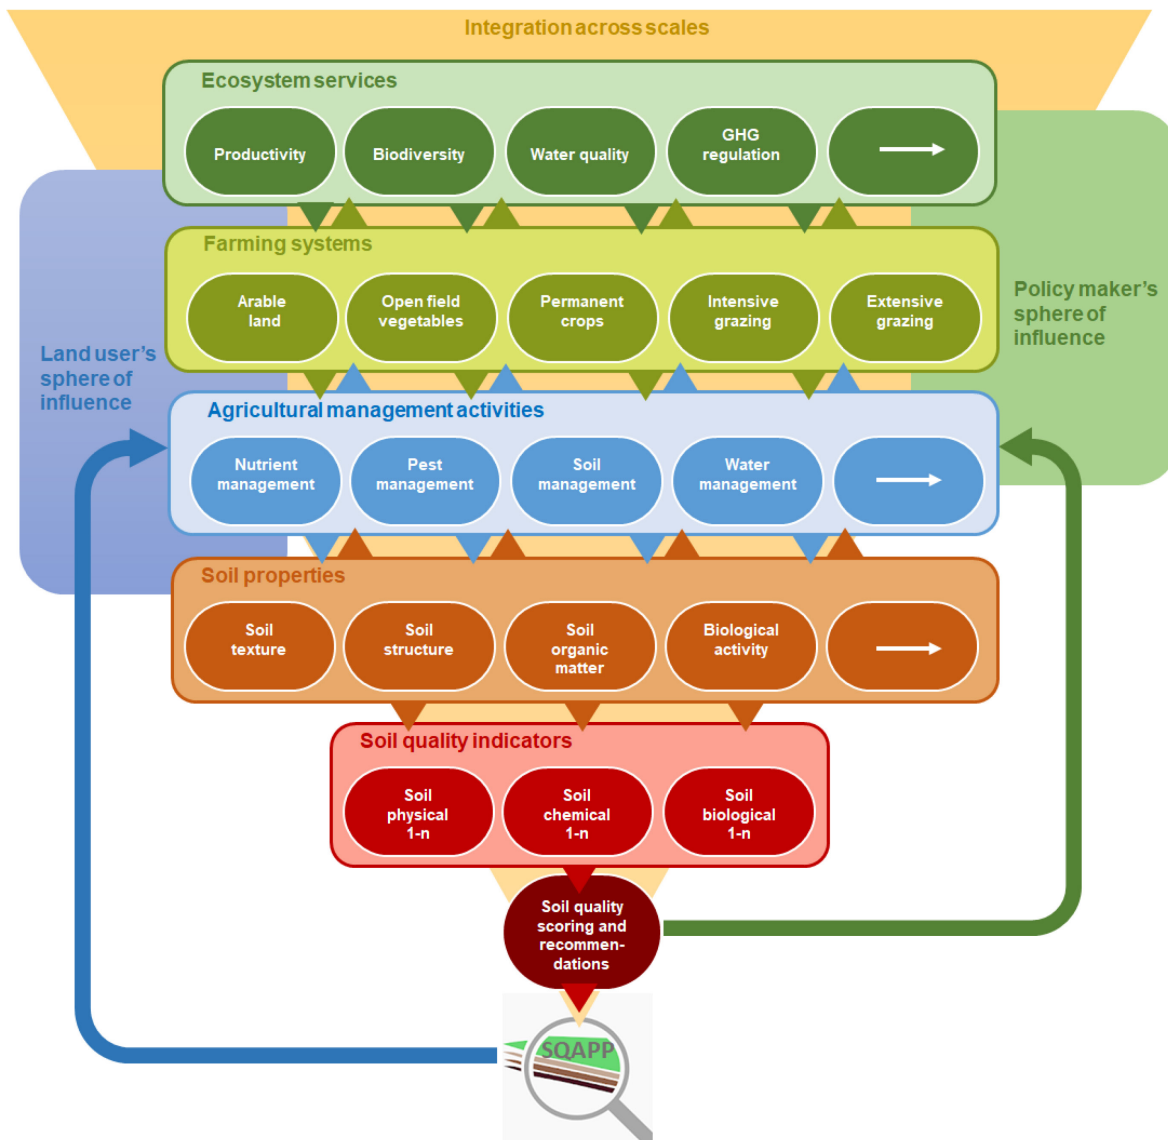 Integration across scales
Ecosystem services
Productivity
Biodiversity
Water quality
GHG
regulation
Farming systems
Arable
land
Open field
vegetables
Permanent
crops
Intensive
grazing
Extensive
grazing
Land user's
sphere of
influence
Policy maker's
sphere of
influence
Agricultural management activities
Nutrient
management
Pest
management
Soil
management
Water
management
Soil properties
Soil
texture
Soil
structure
Soil
organic
matter
Biological
activity
Soil quality indicators
Soil
physical
1-n
Soil
chemical
1-n
Soil
biological
1-n
Soil quality
scoring and
recommen-
dations
SQAPP